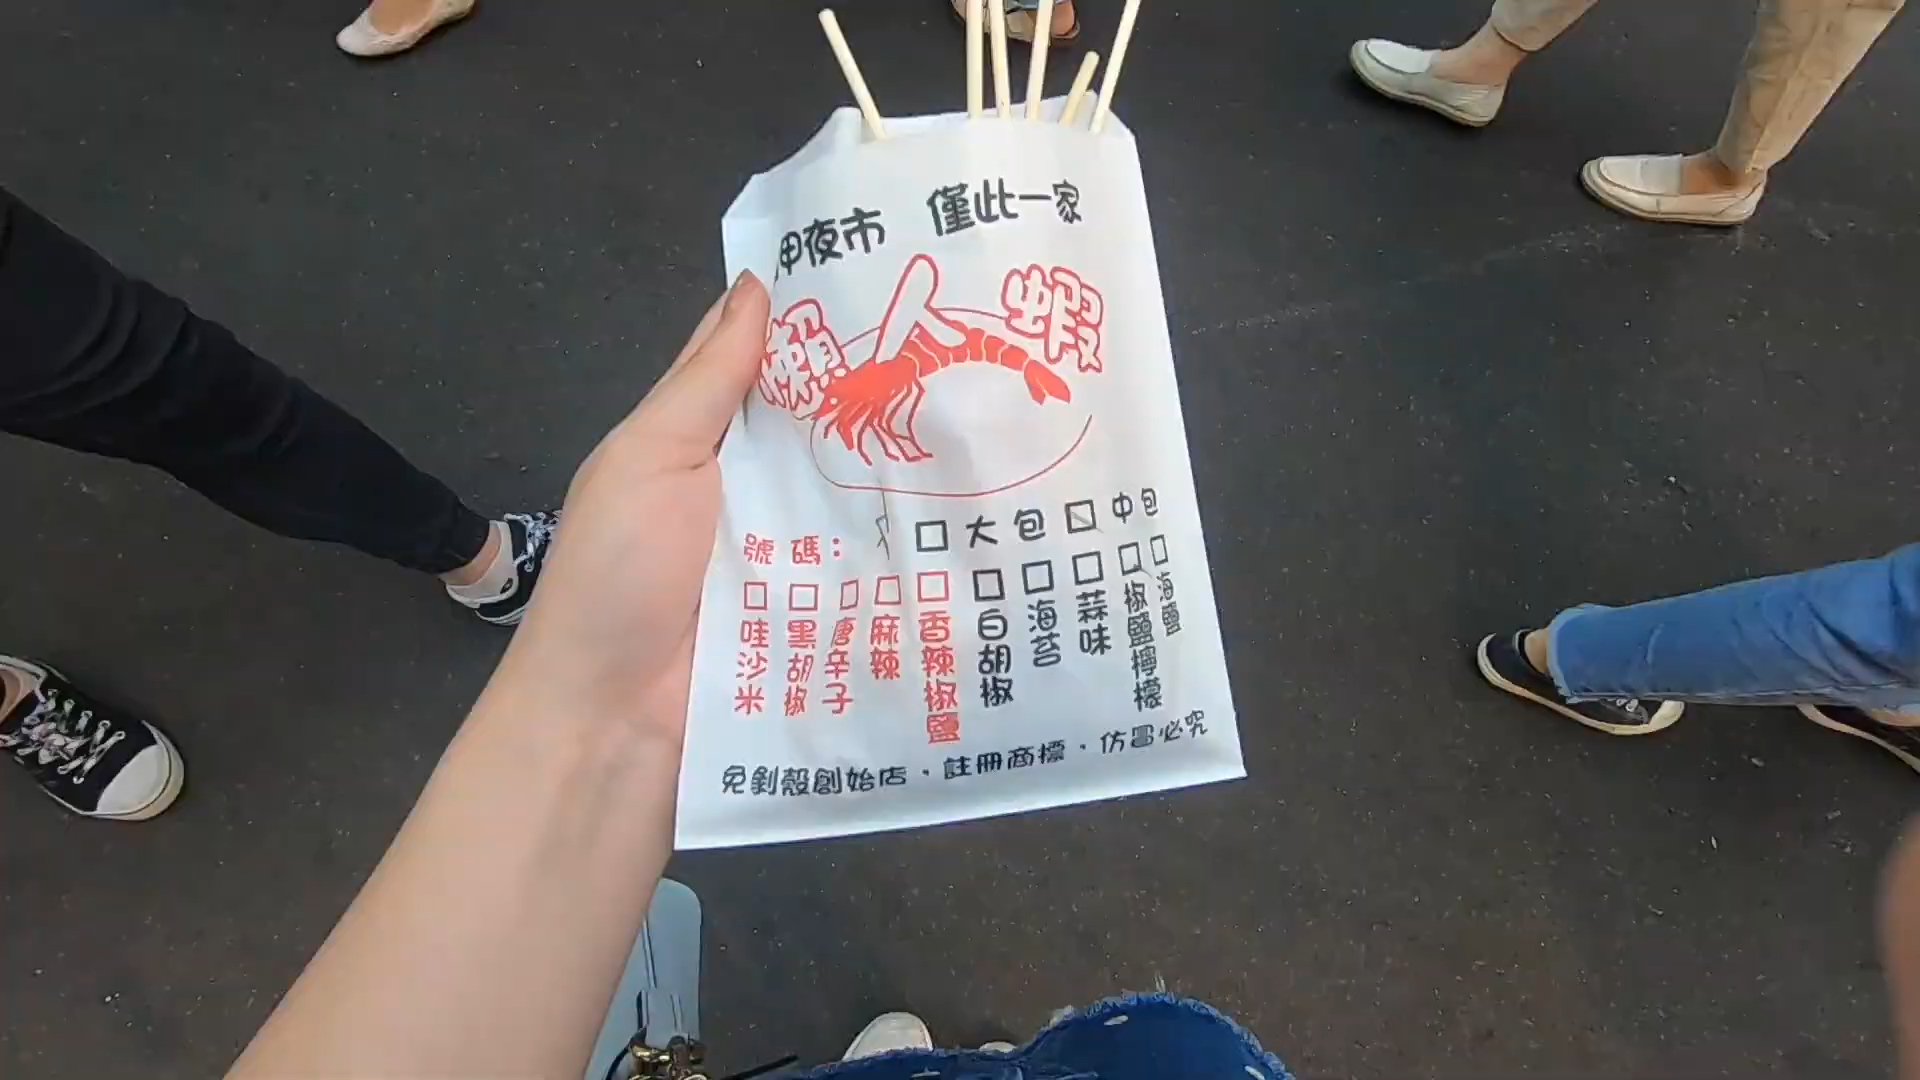 甲夜市 僅此一家
懶人蝦
號碼：
□大包 □中包
□哇沙米
□黑胡椒
□唐辛子
□麻辣
□香辣椒鹽
□白胡椒
□海苔
□蒜味
□椒鹽檸檬
□海鹽
免剝殼創始店，註冊商標，仿冒必究